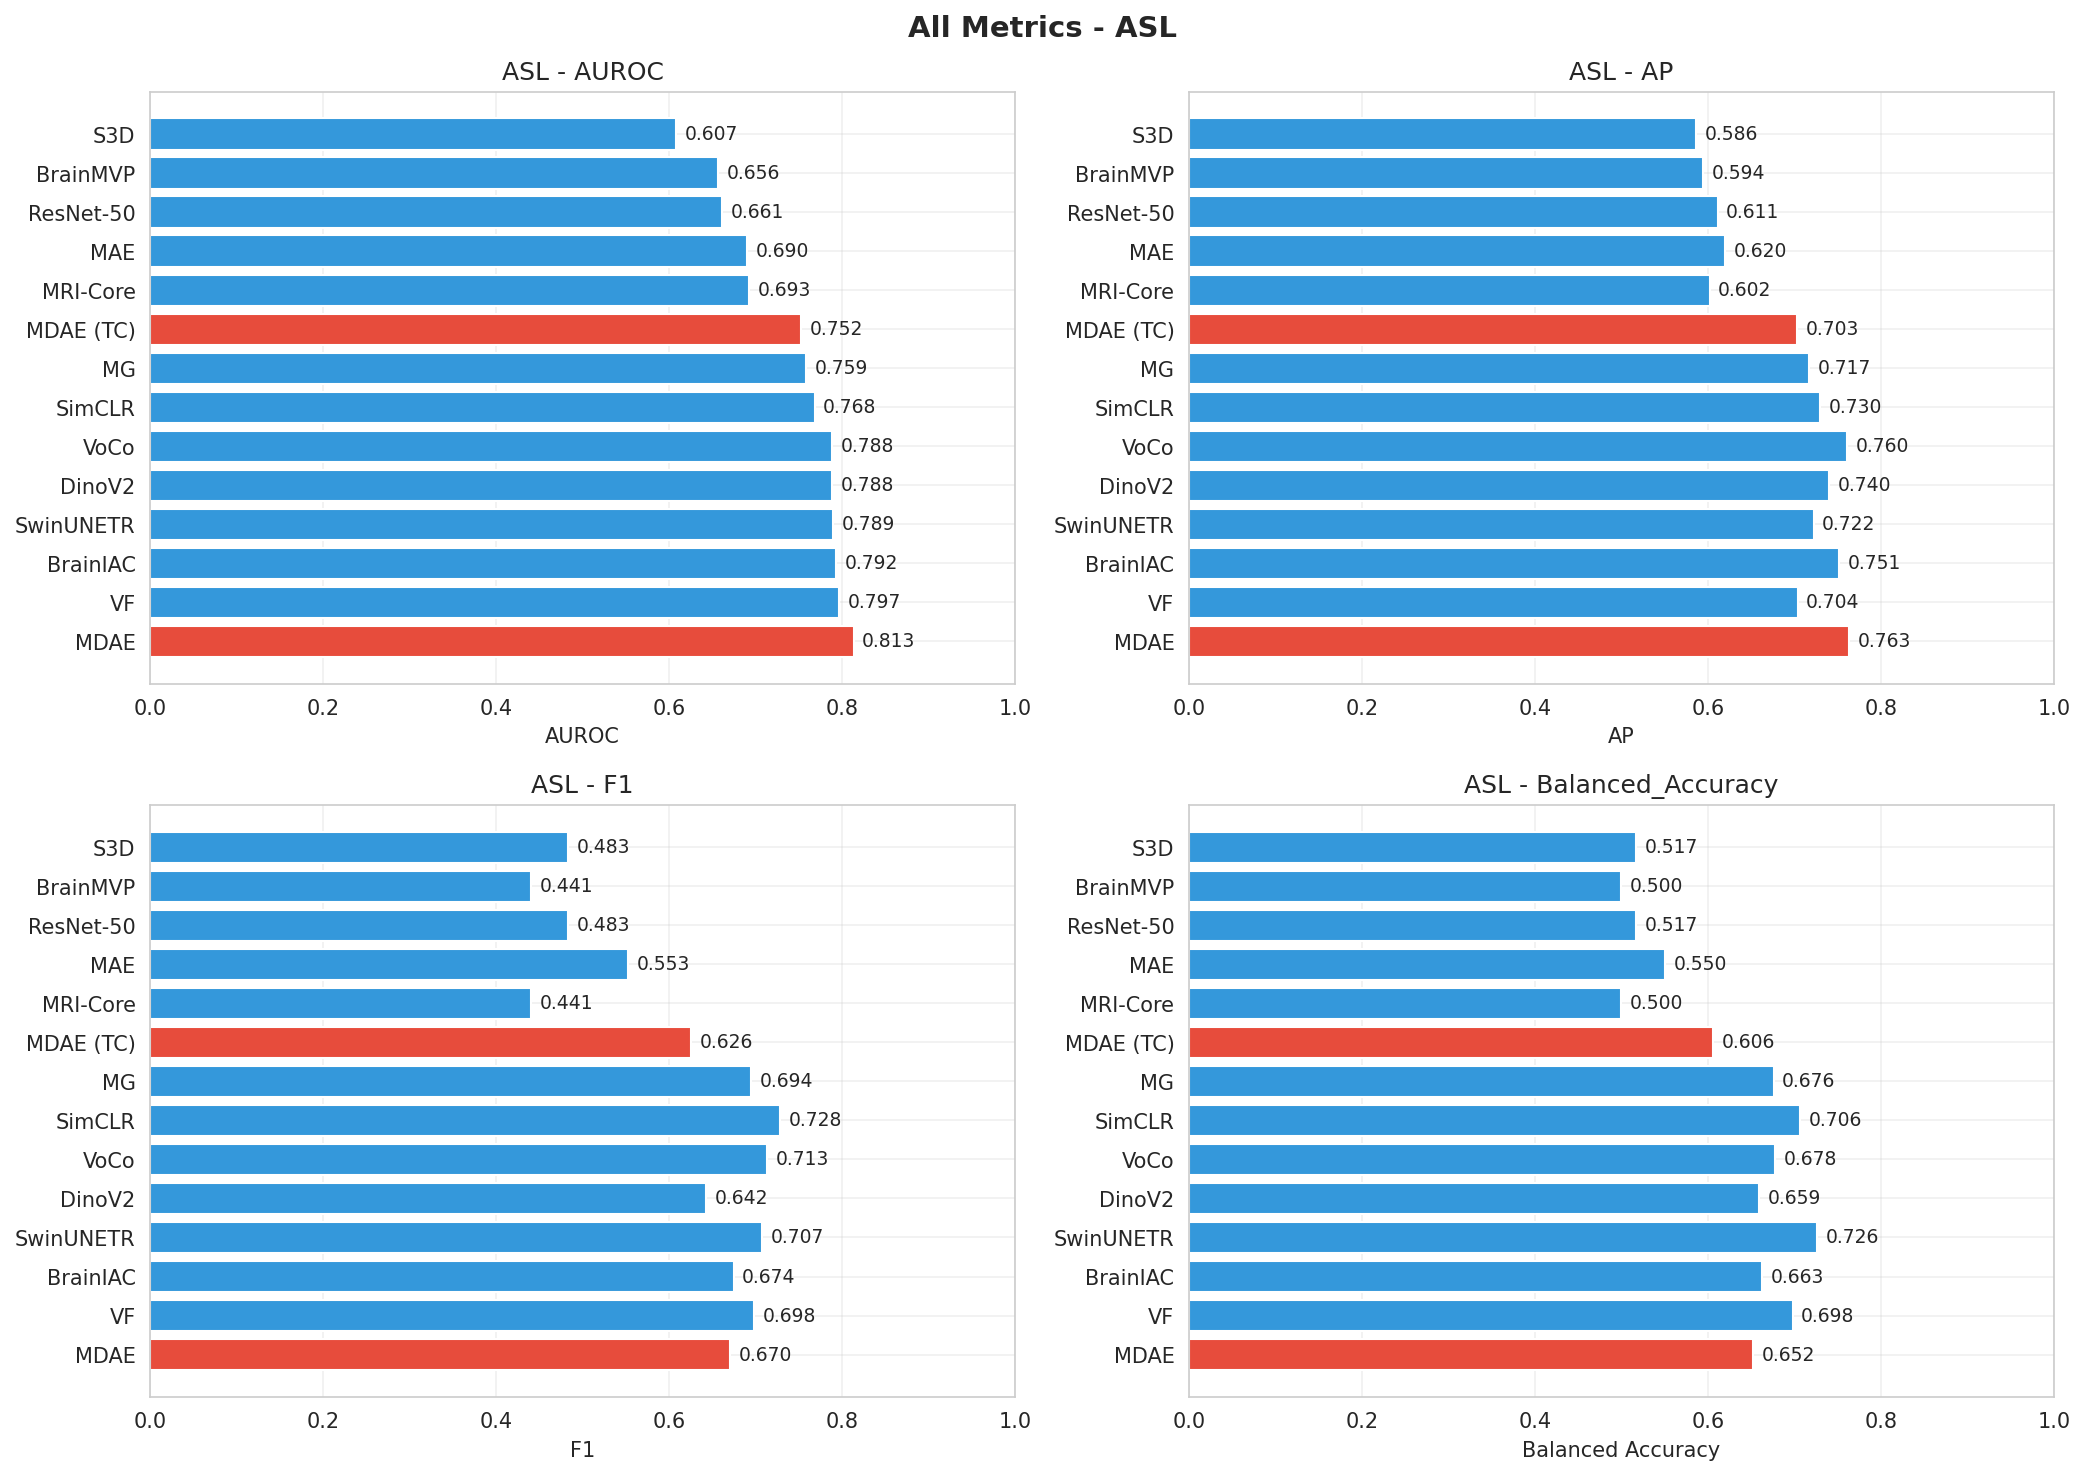 All Metrics - ASL
ASL - AUROC
S3D 0.607
BrainMVP 0.656
ResNet-50 0.661
MAE 0.690
MRI-Core 0.693
MDAE (TC) 0.752
MG 0.759
SimCLR 0.768
VoCo 0.788
DinoV2 0.788
SwinUNETR 0.789
BrainIAC 0.792
VF 0.797
MDAE 0.813
0.0 0.2 0.4 0.6 0.8 1.0
AUROC
ASL - AP
S3D 0.586
BrainMVP 0.594
ResNet-50 0.611
MAE 0.620
MRI-Core 0.602
MDAE (TC) 0.703
MG 0.717
SimCLR 0.730
VoCo 0.760
DinoV2 0.740
SwinUNETR 0.722
BrainIAC 0.751
VF 0.704
MDAE 0.763
0.0 0.2 0.4 0.6 0.8 1.0
AP
ASL - F1
S3D 0.483
BrainMVP 0.441
ResNet-50 0.483
MAE 0.553
MRI-Core 0.441
MDAE (TC) 0.626
MG 0.694
SimCLR 0.728
VoCo 0.713
DinoV2 0.642
SwinUNETR 0.707
BrainIAC 0.674
VF 0.698
MDAE 0.670
0.0 0.2 0.4 0.6 0.8 1.0
F1
ASL - Balanced_Accuracy
S3D 0.517
BrainMVP 0.500
ResNet-50 0.517
MAE 0.550
MRI-Core 0.500
MDAE (TC) 0.606
MG 0.676
SimCLR 0.706
VoCo 0.678
DinoV2 0.659
SwinUNETR 0.726
BrainIAC 0.663
VF 0.698
MDAE 0.652
0.0 0.2 0.4 0.6 0.8 1.0
Balanced Accuracy